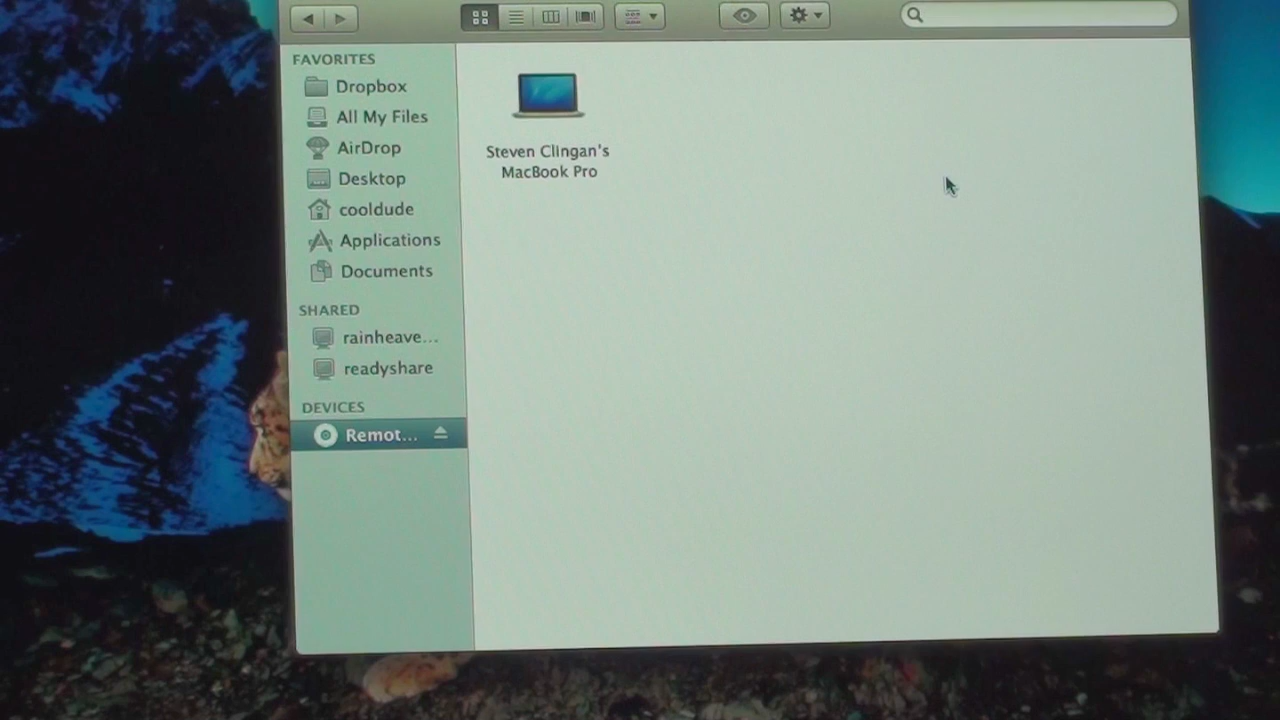 FAVORITES
Dropbox
All My Files
AirDrop
Desktop
cooldude
Applications
Documents
SHARED
rainheave...
readyshare
DEVICES
Remot...
Steven Clingan's
MacBook Pro